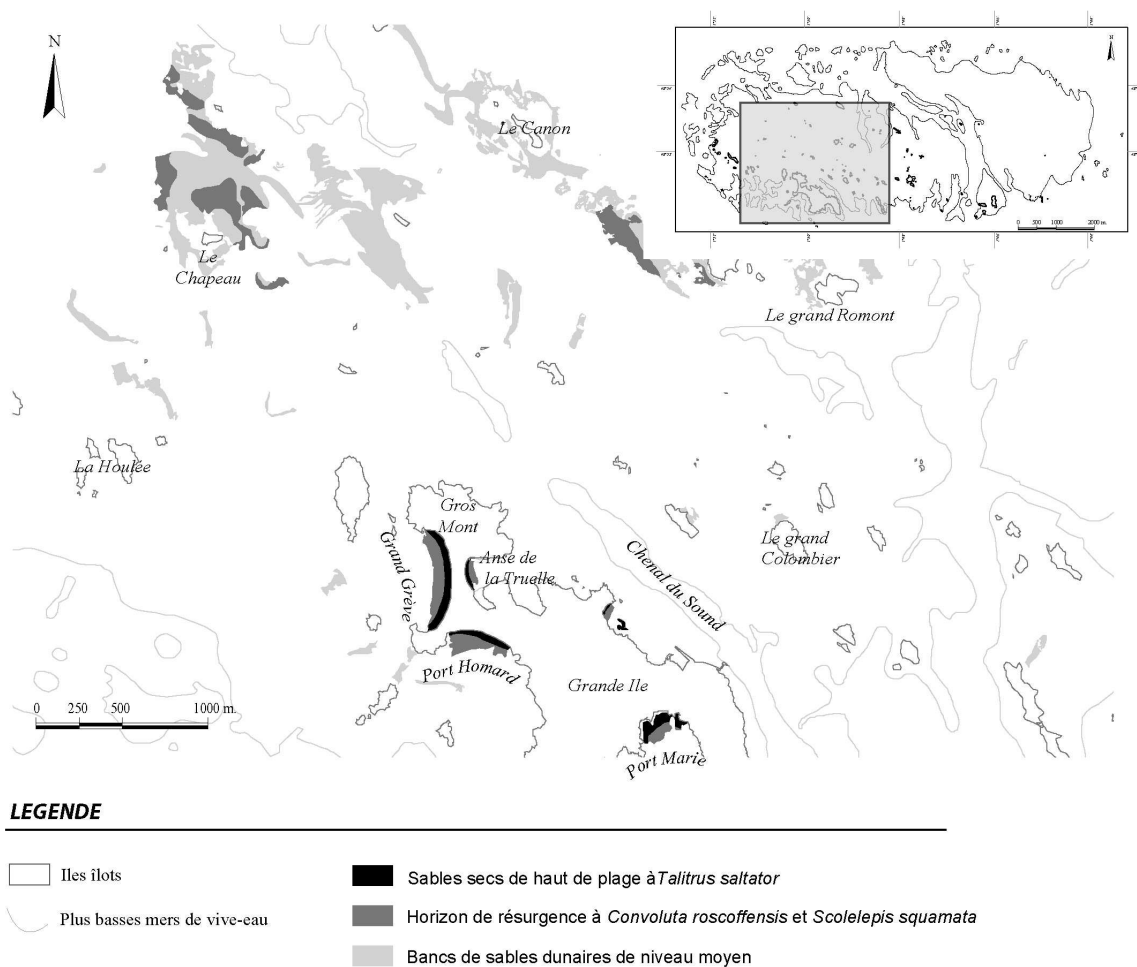 N
Le Canon
0 500 1000 2000 m.
Le
Chapeau
Le grand Romont
La Houlée
Gros
Mont
Grand Grève
Anse de
la Truelle
Le grand
Colombier
Chenal du Sound
Port Homard
Grande Ile
0 250 500 1000 m.
Port Marie
LEGENDE
Iles îlots
Plus basses mers de vive-eau
Sables secs de haut de plage à Talitrus saltator
Horizon de résurgence à Convoluta roscoffensis et Scolelepis squamata
Bancs de sables dunaires de niveau moyen